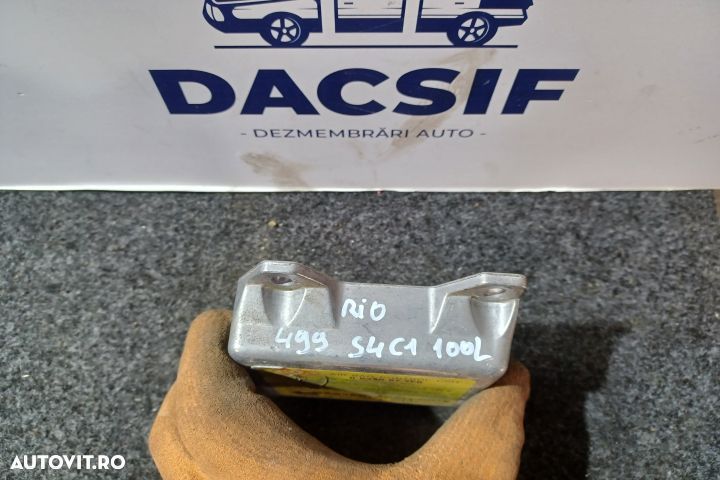 DACSIF
- DEZMEMBRĂRI AUTO -
RiO
499 S4C1 100L
AUTOVIT.RO